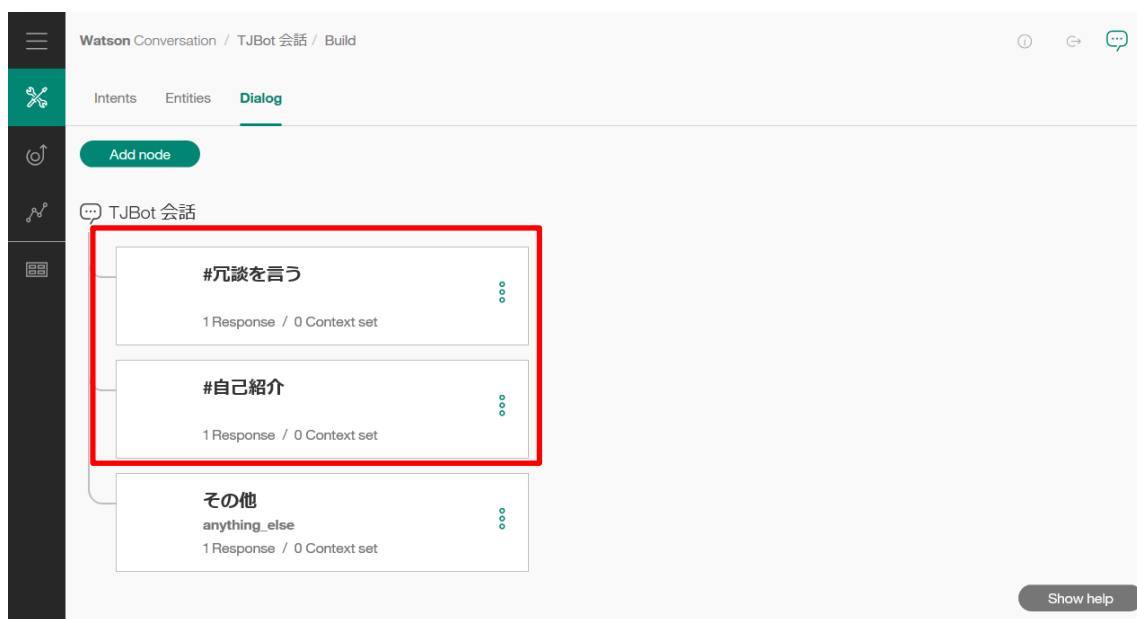 Watson Conversation / TJBot 会話 / Build
Intents Entities Dialog
Add node
TJBot 会話
#冗談を言う
1 Response / 0 Context set
#自己紹介
1 Response / 0 Context set
その他
anything_else
1 Response / 0 Context set
Show help